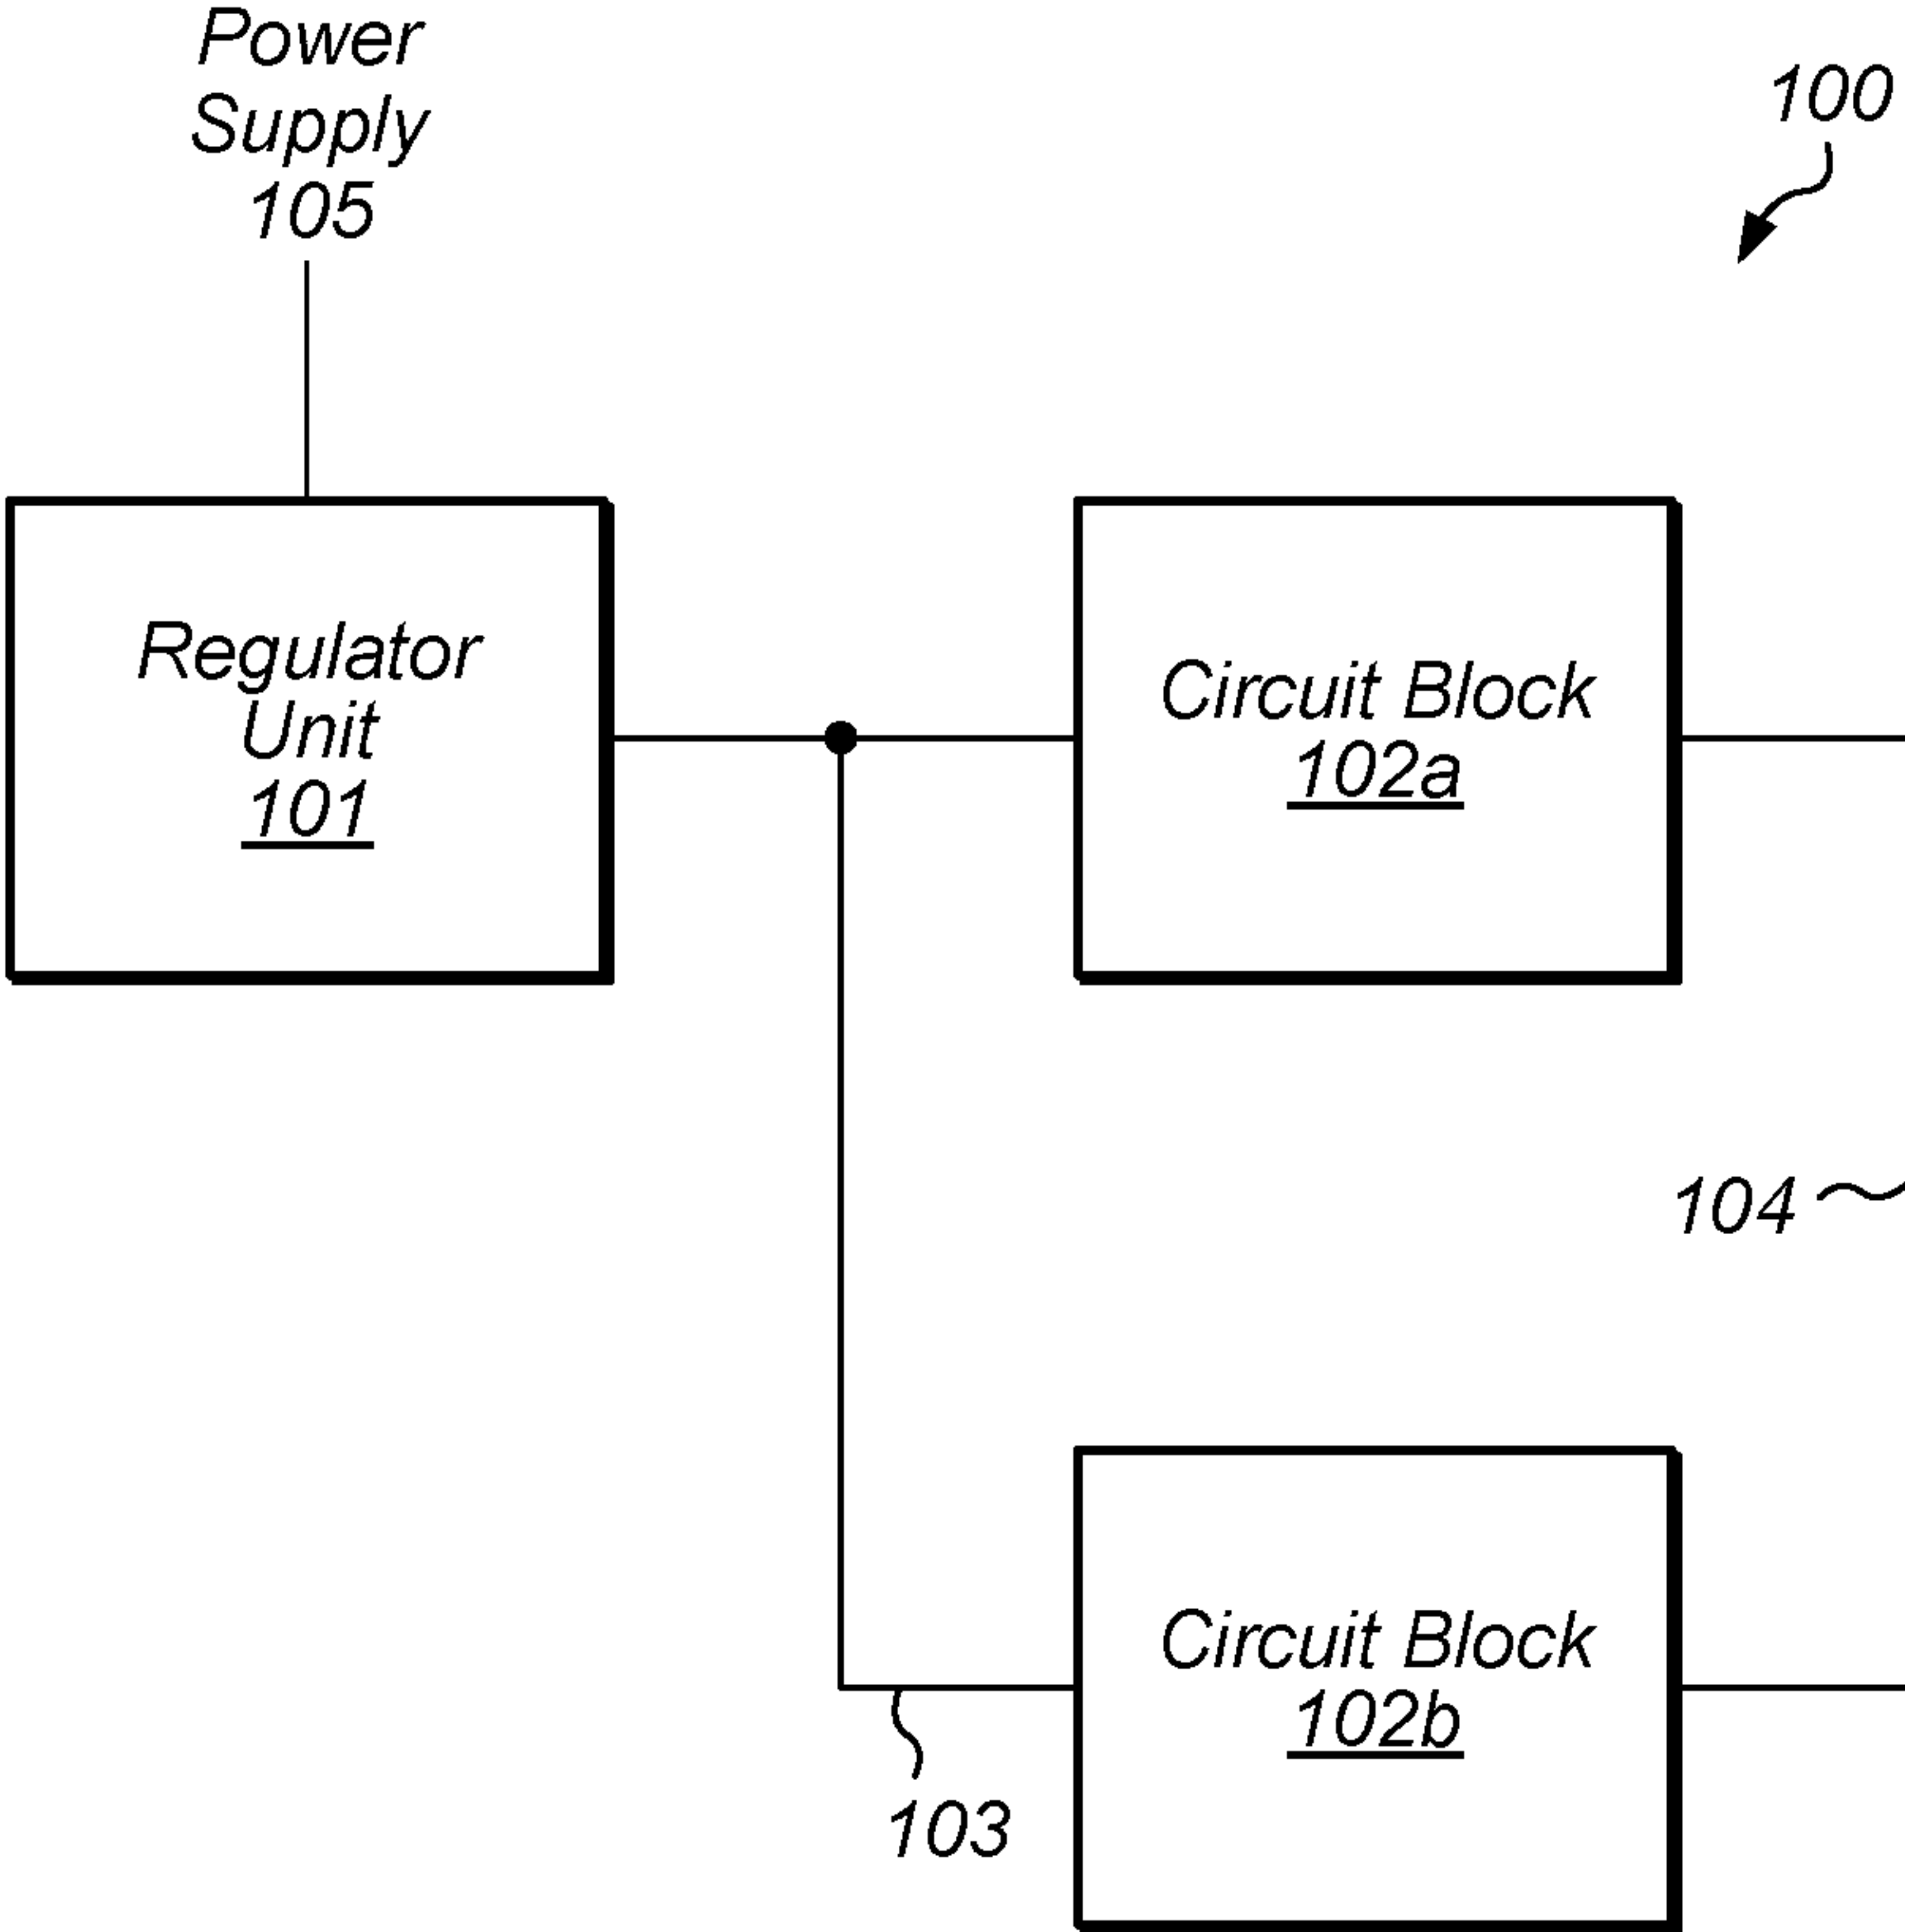 Power
Supply
105
100
Regulator
Unit
101
Circuit Block
102a
104
Circuit Block
102b
103